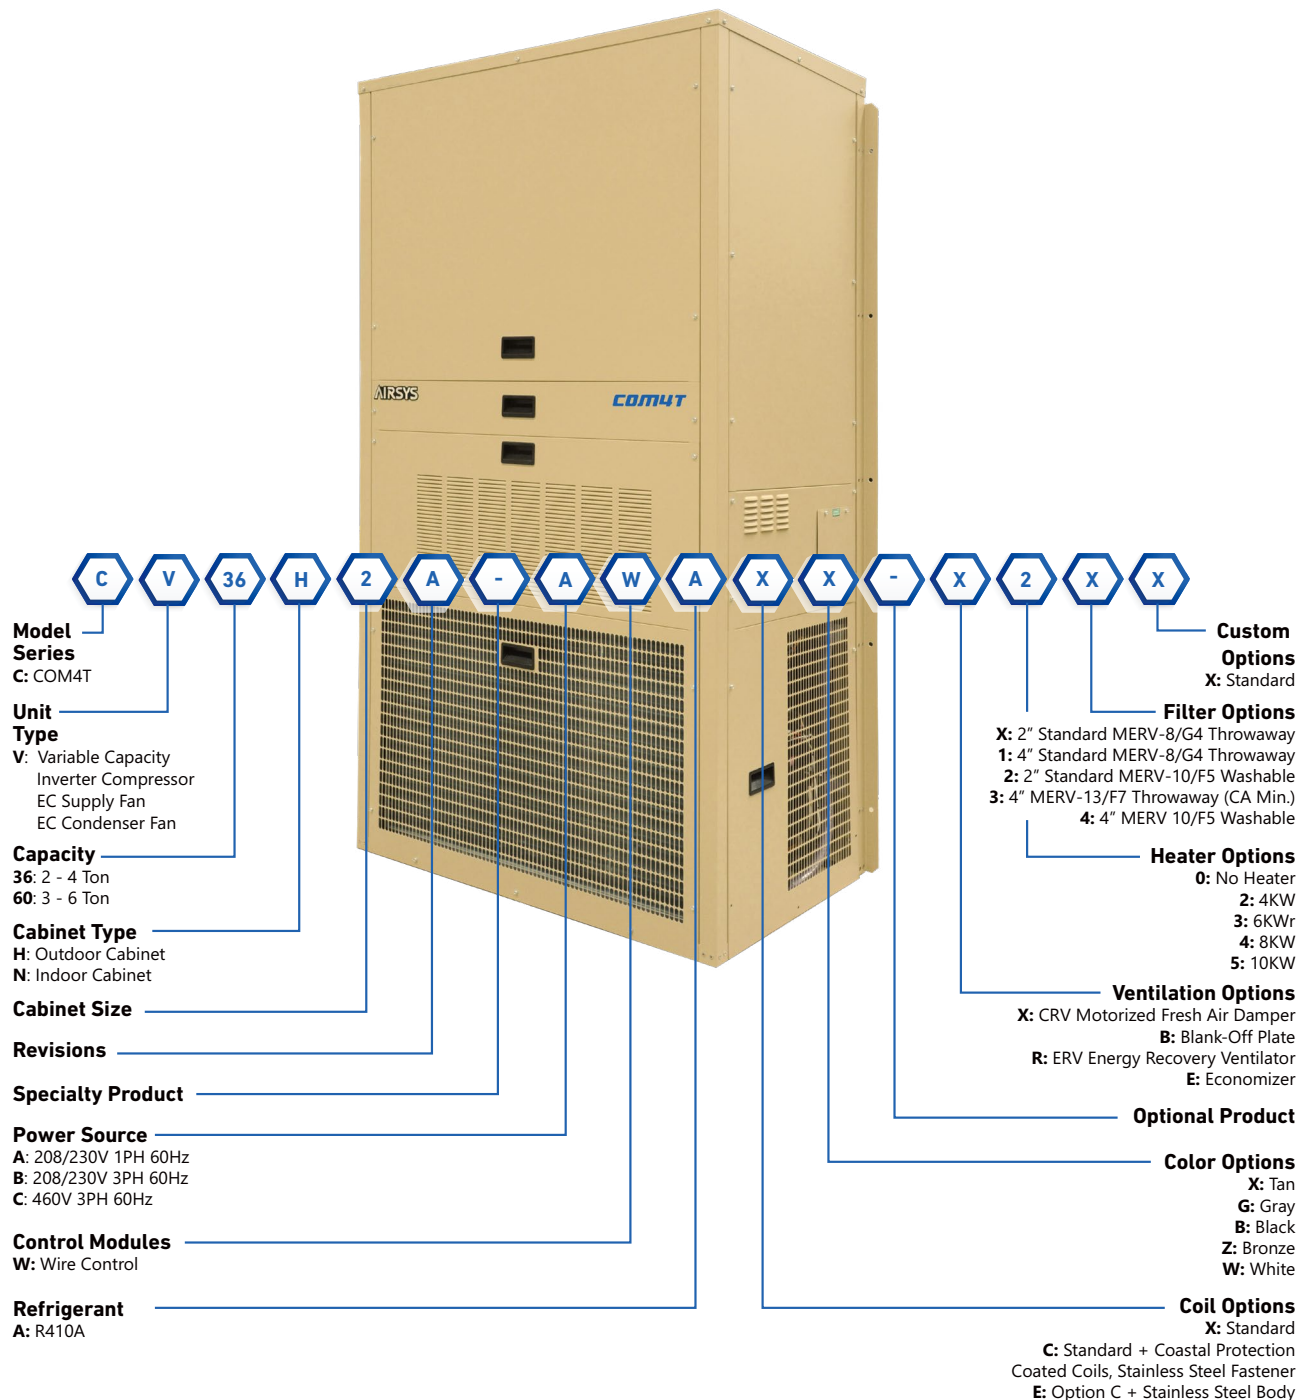 AIRSYS
COM4T
C V 36 H 2 A - A W A X X - X 2 X X
Model
Series
C: COM4T
Unit
Type
V: Variable Capacity
Inverter Compressor
EC Supply Fan
EC Condenser Fan
Capacity
36: 2 - 4 Ton
60: 3 - 6 Ton
Cabinet Type
H: Outdoor Cabinet
N: Indoor Cabinet
Cabinet Size
Revisions
Specialty Product
Power Source
A: 208/230V 1PH 60Hz
B: 208/230V 3PH 60Hz
C: 460V 3PH 60Hz
Control Modules
W: Wire Control
Refrigerant
A: R410A
Custom
Options
X: Standard
Filter Options
X: 2” Standard MERV-8/G4 Throwaway
1: 4” Standard MERV-8/G4 Throwaway
2: 2” Standard MERV-10/F5 Washable
3: 4” MERV-13/F7 Throwaway (CA Min.)
4: 4” MERV 10/F5 Washable
Heater Options
0: No Heater
2: 4KW
3: 6KWr
4: 8KW
5: 10KW
Ventilation Options
X: CRV Motorized Fresh Air Damper
B: Blank-Off Plate
R: ERV Energy Recovery Ventilator
E: Economizer
Optional Product
Color Options
X: Tan
G: Gray
B: Black
Z: Bronze
W: White
Coil Options
X: Standard
C: Standard + Coastal Protection
Coated Coils, Stainless Steel Fastener
E: Option C + Stainless Steel Body